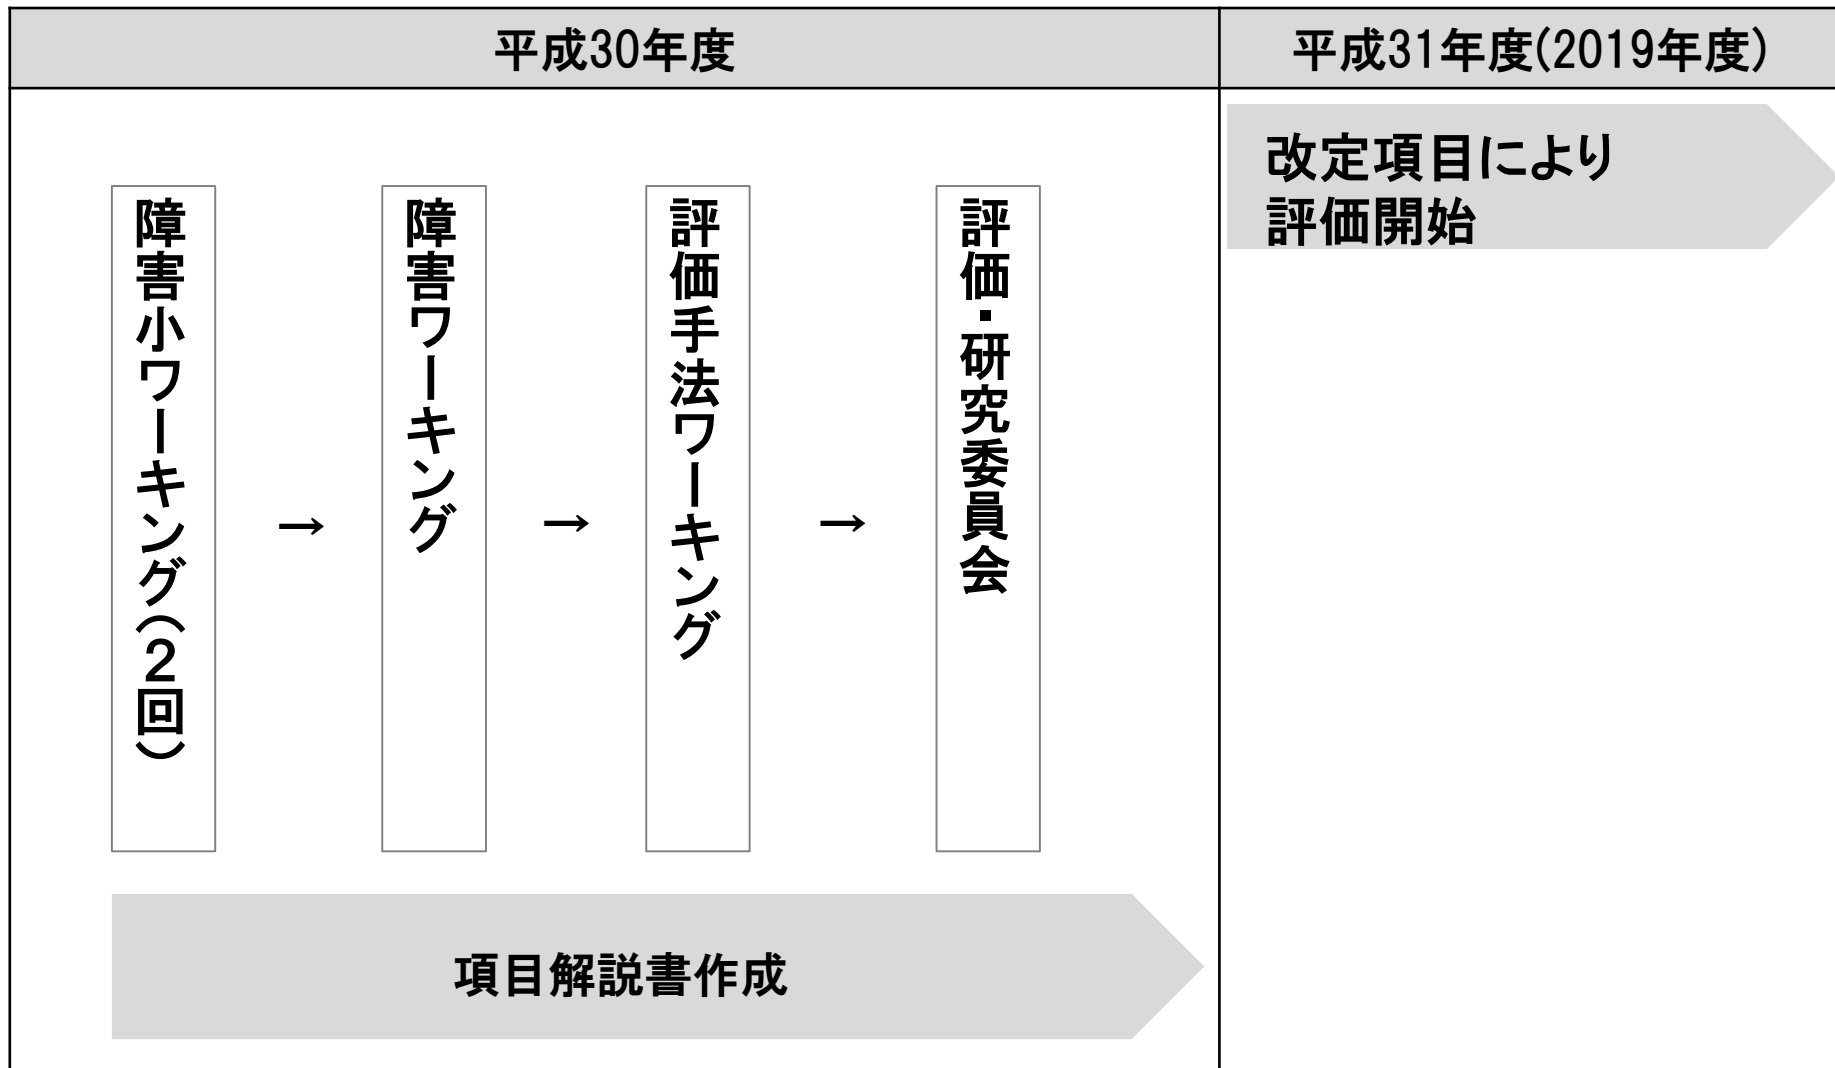 平成30年度
平成31年度(2019年度)
障害小ワーキング（２回）
→
障害ワーキング
→
評価手法ワーキング
→
評価・研究委員会
項目解説書作成
改定項目により
評価開始